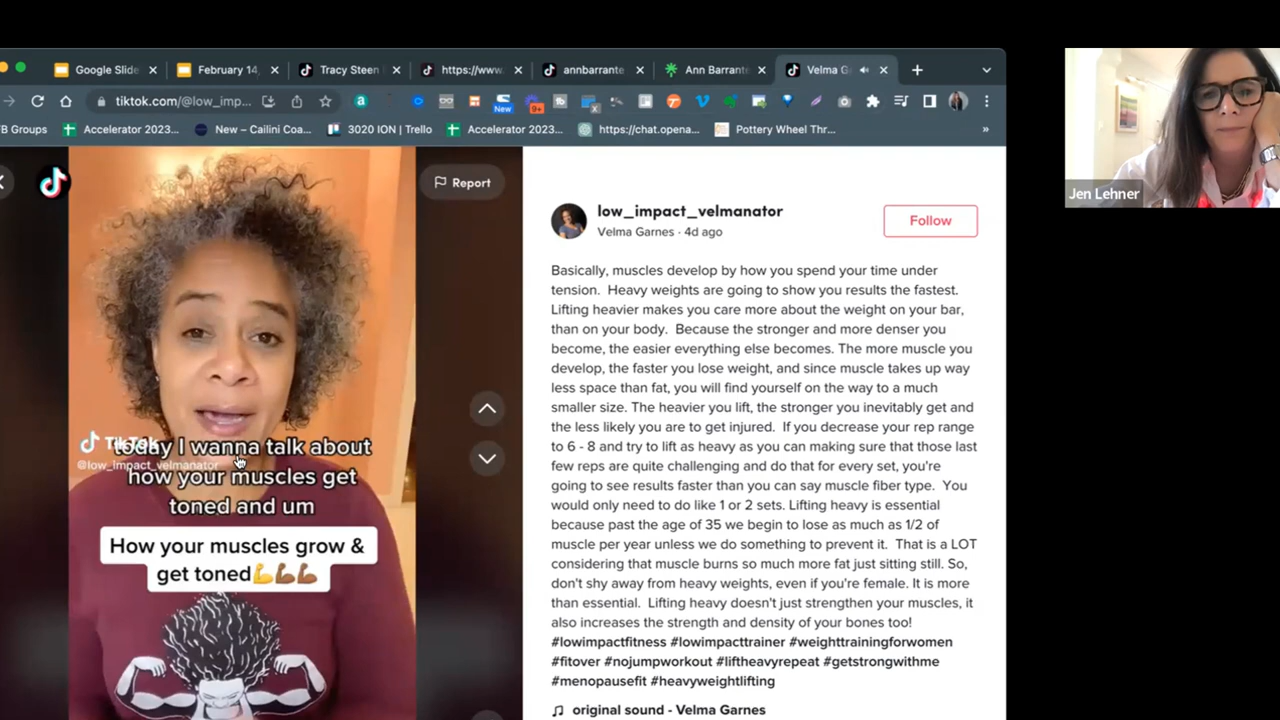 Google Slide
February 14,
Tracy Steen
https://www.
annbarrante
Ann Barrante
Velma G
tiktok.com/@low_imp...
New
9+
B Groups
Accelerator 2023...
New – Cailini Coa...
3020 ION | Trello
Accelerator 2023...
https://chat.opena...
Pottery Wheel Thr...
»
Report
Jen Lehner
low_impact_velmanator
Velma Garnes · 4d ago
Follow
Basically, muscles develop by how you spend your time under
tension. Heavy weights are going to show you results the fastest.
Lifting heavier makes you care more about the weight on your bar,
than on your body. Because the stronger and more denser you
become, the easier everything else becomes. The more muscle you
develop, the faster you lose weight, and since muscle takes up way
less space than fat, you will find yourself on the way to a much
smaller size. The heavier you lift, the stronger you inevitably get and
the less likely you are to get injured. If you decrease your rep range
to 6 - 8 and try to lift as heavy as you can making sure that those last
few reps are quite challenging and do that for every set, you're
going to see results faster than you can say muscle fiber type. You
would only need to do like 1 or 2 sets. Lifting heavy is essential
because past the age of 35 we begin to lose as much as 1/2 of
muscle per year unless we do something to prevent it. That is a LOT
considering that muscle burns so much more fat just sitting still. So,
don't shy away from heavy weights, even if you're female. It is more
than essential. Lifting heavy doesn't just strengthen your muscles, it
also increases the strength and density of your bones too!
#lowimpactfitness #lowimpacttrainer #weighttrainingforwomen
#fitover #nojumpworkout #liftheavyrepeat #getstrongwithme
#menopausefit #heavyweightlifting
original sound - Velma Garnes
TikTok
@low_impact_velmanator
today I wanna talk about
how your muscles get
toned and um
How your muscles grow &
get toned💪💪🏾💪🏾